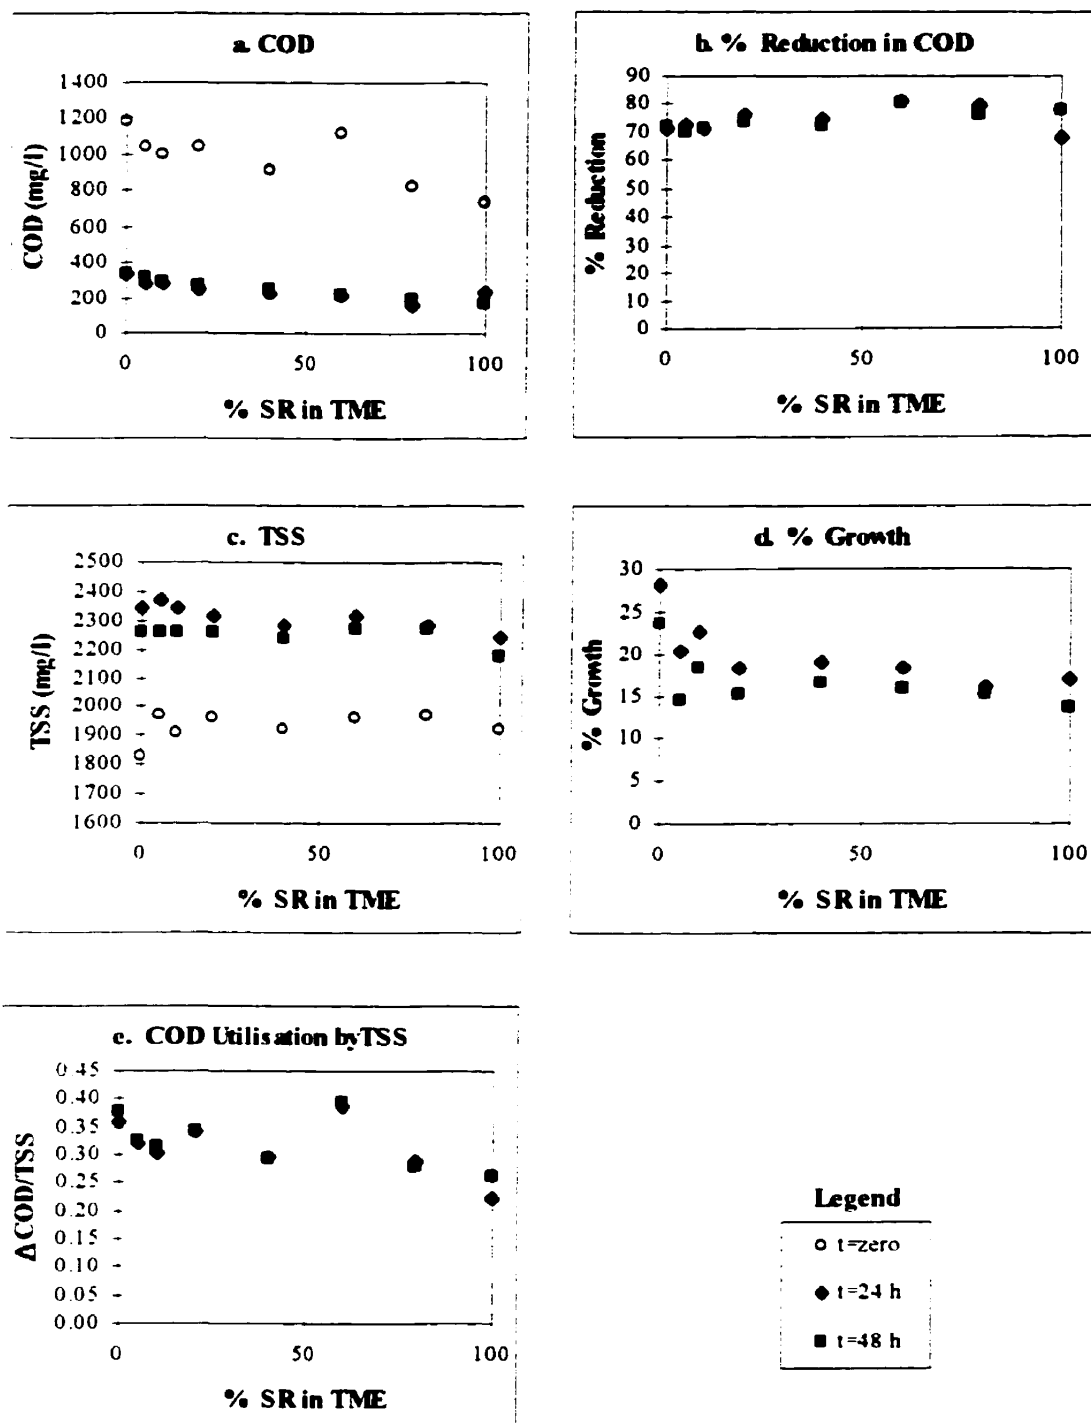 a. COD
1400
1200
1000
800
600
400
200
0
COD (mg/l)
0 50 100
% SR in TME
b. % Reduction in COD
90
80
70
60
50
40
30
20
10
0
% Reduction
0 50 100
% SR in TME
c. TSS
2500
2400
2300
2200
2100
2000
1900
1800
1700
1600
TSS (mg/l)
0 50 100
% SR in TME
d. % Growth
30
25
20
15
10
5
0
% Growth
0 50 100
% SR in TME
e. COD Utilisation by TSS
0.45
0.40
0.35
0.30
0.25
0.20
0.15
0.10
0.05
0.00
ΔCOD/TSS
0 50 100
% SR in TME
Legend
t=zero
t=24 h
t=48 h